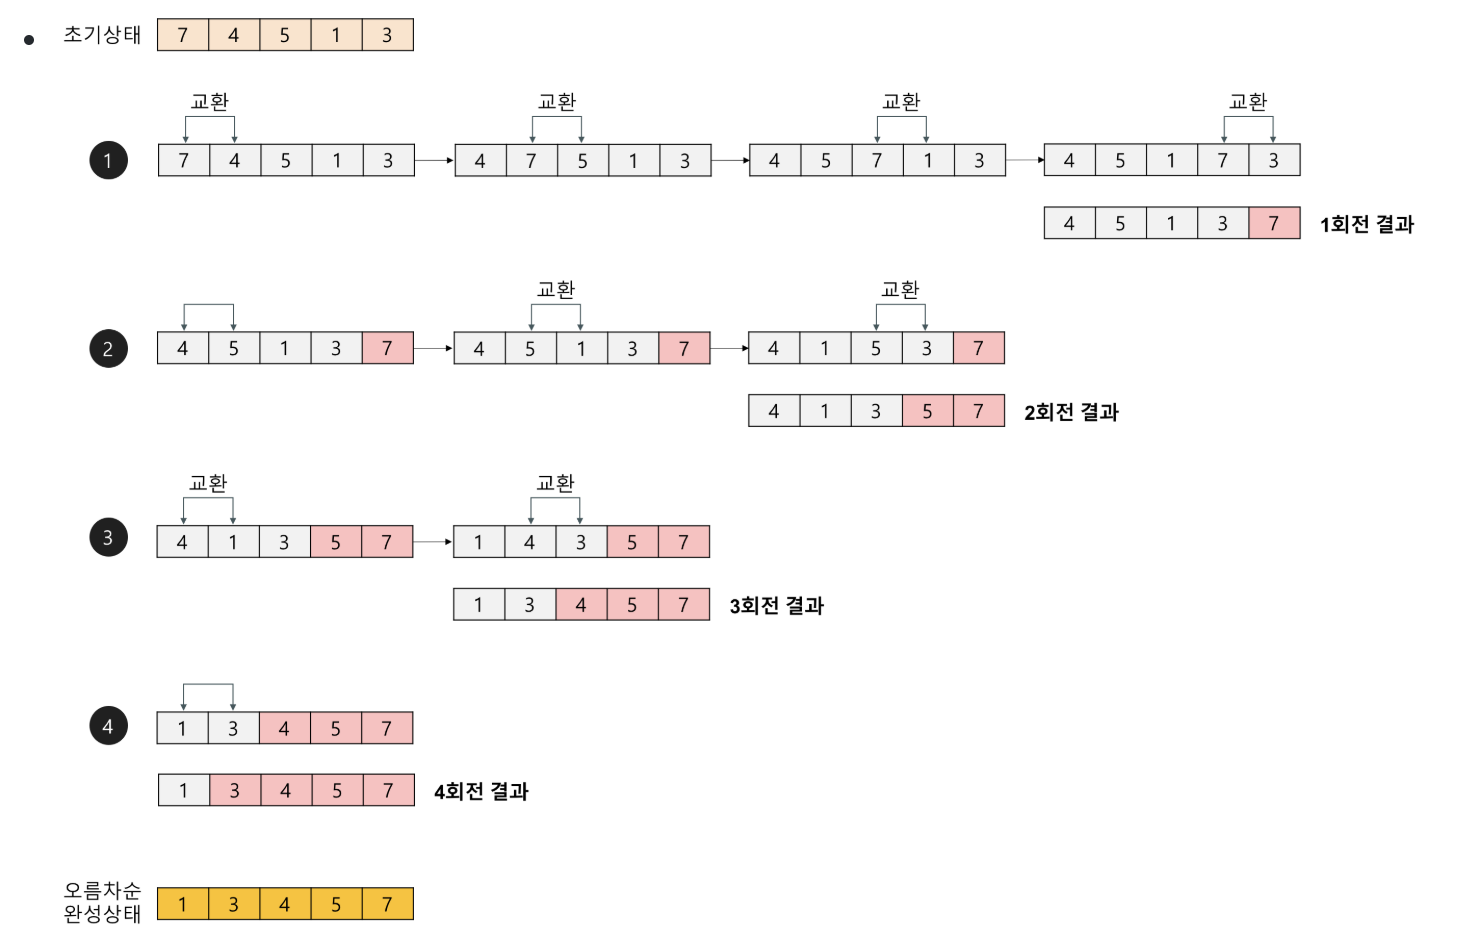 초기상태 7 4 5 1 3
교환 교환 교환 교환
1 7 4 5 1 3 4 7 5 1 3 4 5 7 1 3 4 5 1 7 3
4 5 1 3 7 1회전 결과
교환 교환
2 4 5 1 3 7 4 5 1 3 7 4 1 5 3 7
4 1 3 5 7 2회전 결과
교환 교환
3 4 1 3 5 7 1 4 3 5 7
1 3 4 5 7 3회전 결과
4 1 3 4 5 7
1 3 4 5 7 4회전 결과
오름차순
완성상태 1 3 4 5 7